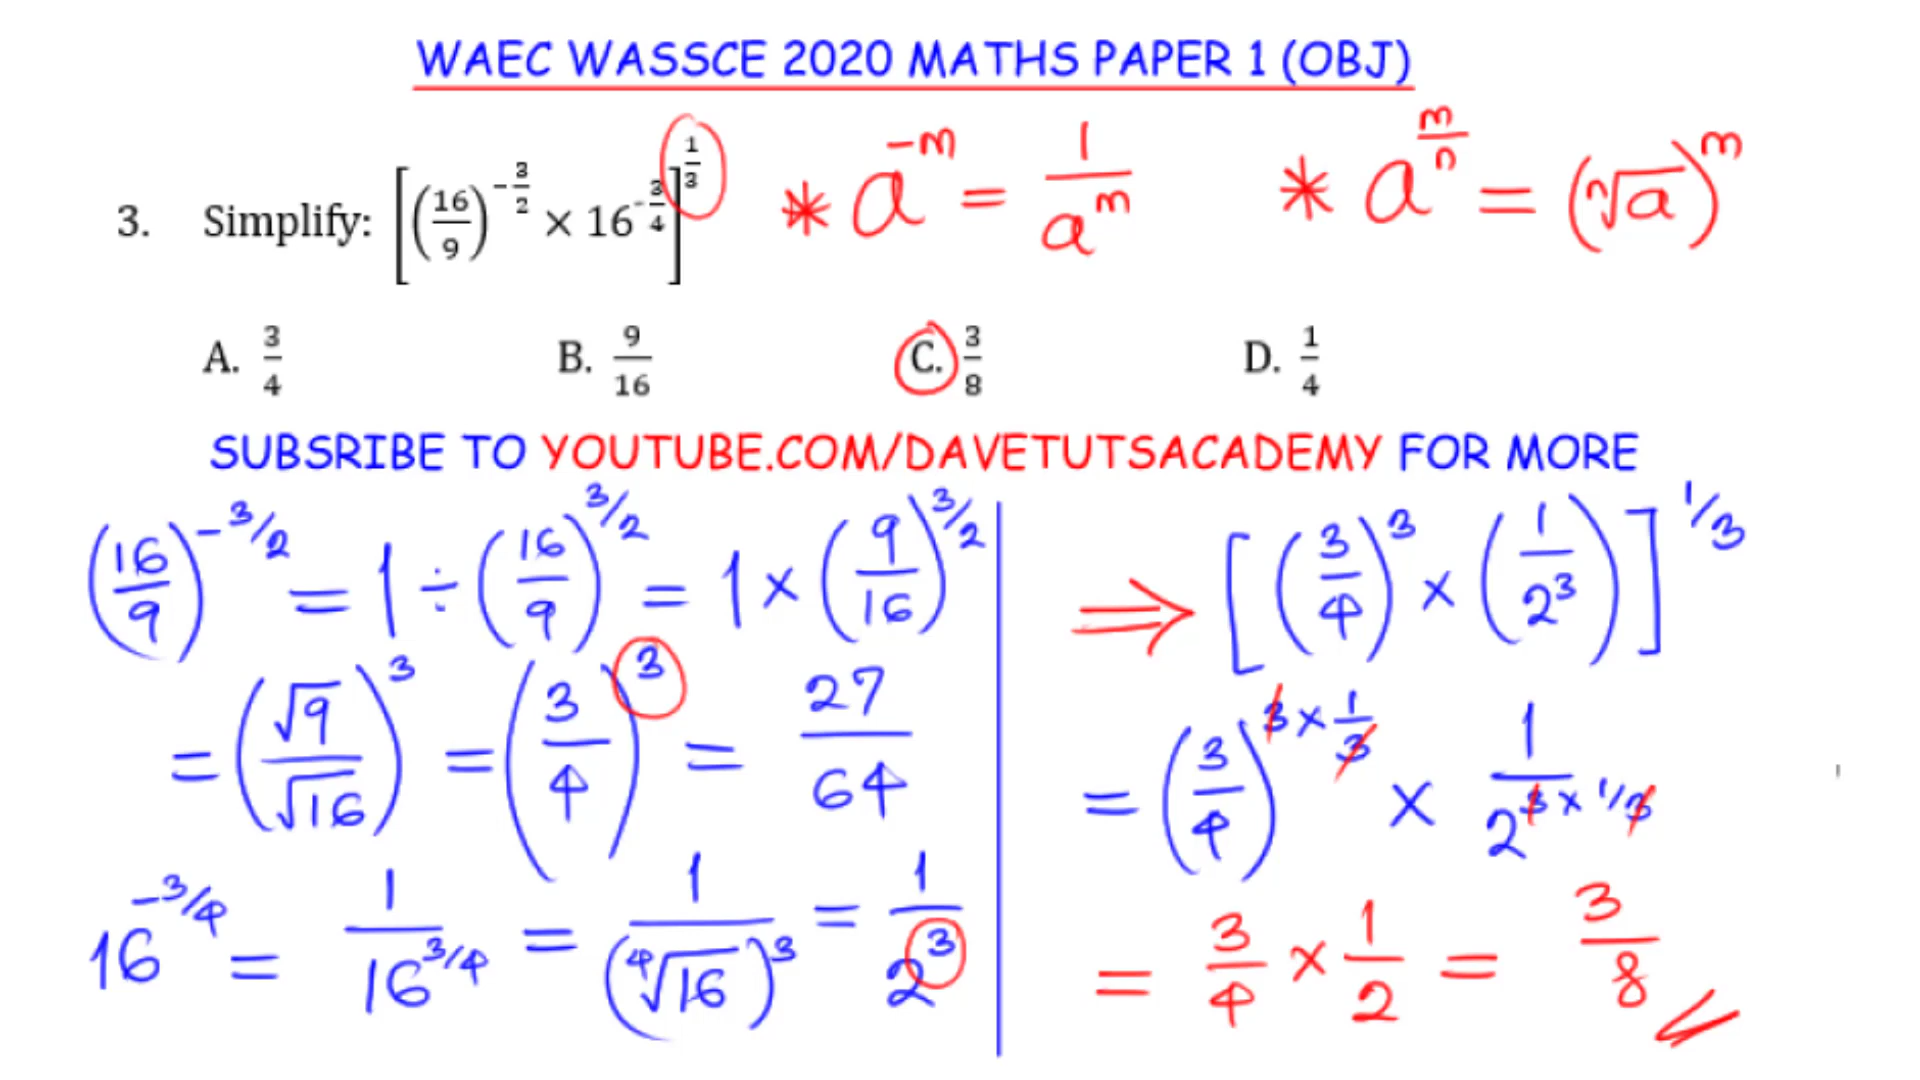 WAEC WASSCE 2020 MATHS PAPER 1 (OBJ)
3. Simplify: [(16/9)^(-3/2) × 16^(-3/4)]^(1/3) * a^(-m) = 1/a^m * a^(m/n) = (ⁿ√a)^m
A. 3/4 B. 9/16 C. 3/8 D. 1/4
SUBSRIBE TO YOUTUBE.COM/DAVETUTSACADEMY FOR MORE
(16/9)^(-3/2) = 1 ÷ (16/9)^(3/2) = 1 × (9/16)^(3/2)
= (√9/√16)^3 = (3/4)^3 = 27/64
16^(-3/4) = 1/16^(3/4) = 1/(⁴√16)^3 = 1/2^3
⇒ [(3/4)^3 × (1/2^3)]^(1/3)
= (3/4)^(3 × 1/3) × 1/2^(3 × 1/3)
= 3/4 × 1/2 = 3/8